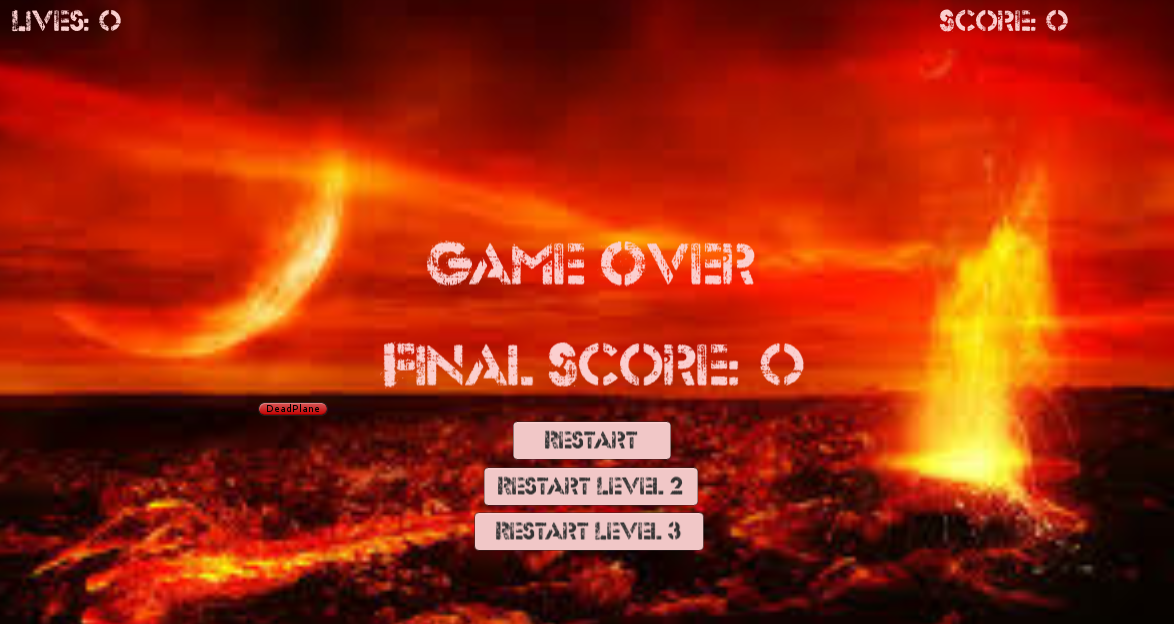 LIVES: 0
SCORE: 0
GAME OVER
FINAL SCORE: 0
DeadPlane
RESTART
RESTART LEVEL 2
RESTART LEVEL 3